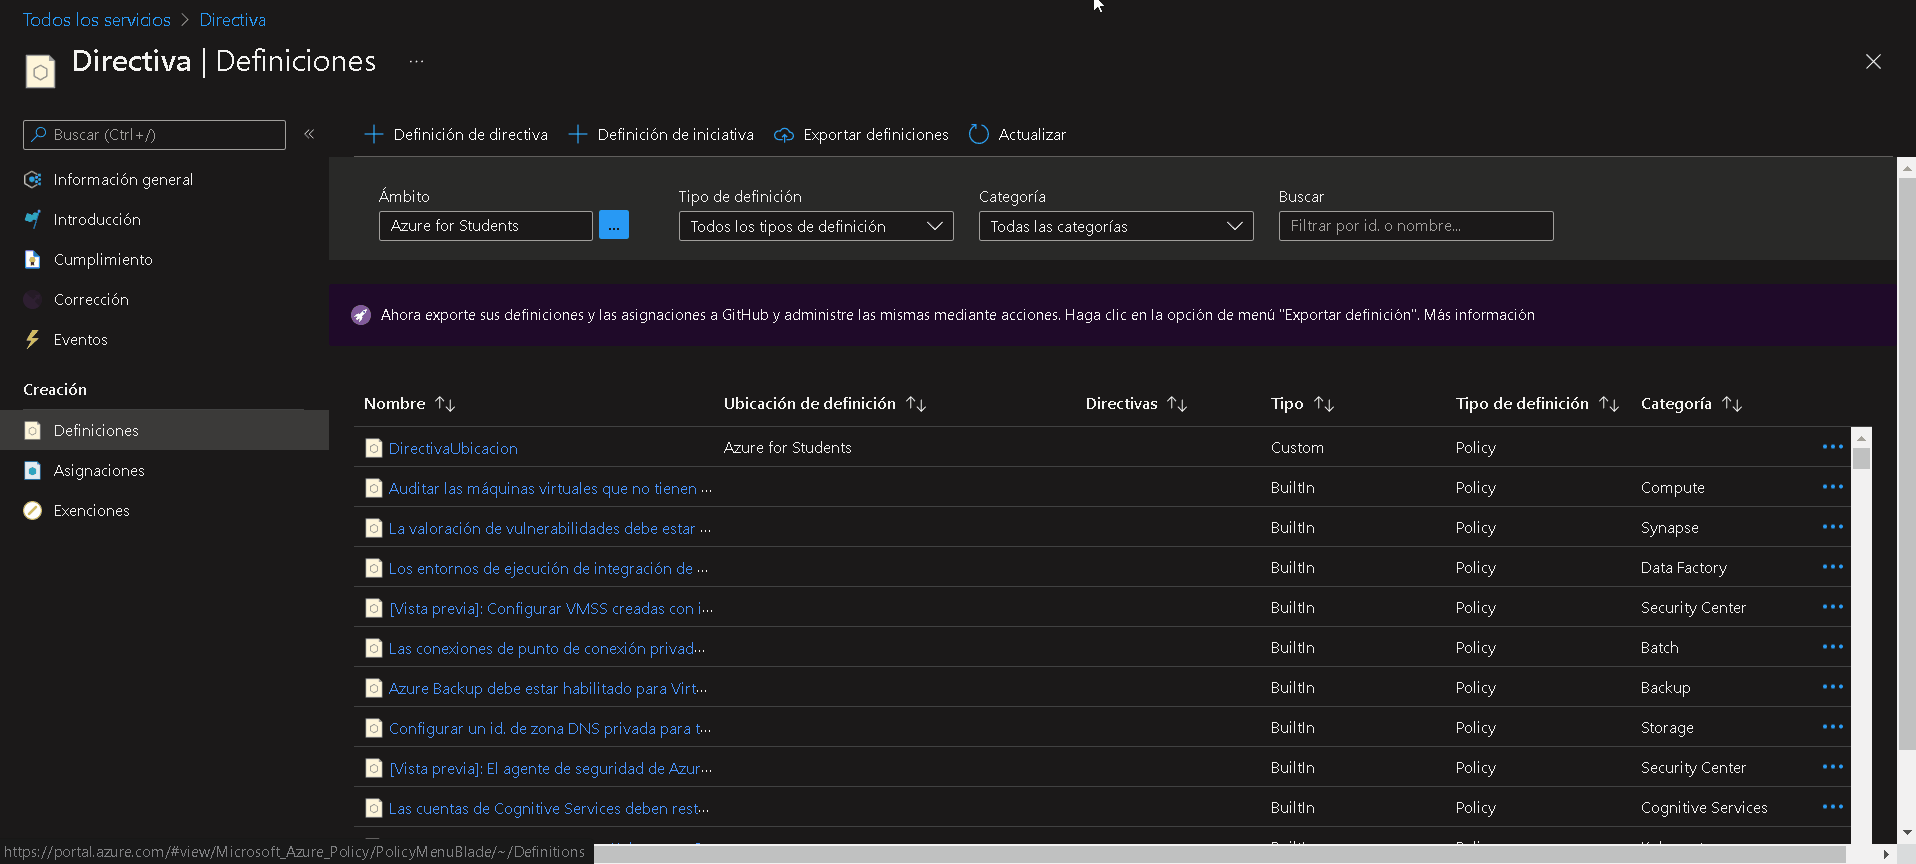 Todos los servicios > Directiva
Directiva | Definiciones ...
Buscar (Ctrl+/) «
Información general
Introducción
Cumplimiento
Corrección
Eventos
Creación
Definiciones
Asignaciones
Exenciones
Definición de directiva Definición de iniciativa Exportar definiciones Actualizar
Ámbito Tipo de definición Categoría Buscar
Azure for Students ... Todos los tipos de definición Todas las categorías Filtrar por id. o nombre...
Ahora exporte sus definiciones y las asignaciones a GitHub y administre las mismas mediante acciones. Haga clic en la opción de menú "Exportar definición". Más información
Nombre Ubicación de definición Directivas Tipo Tipo de definición Categoría
DirectivaUbicacion Azure for Students Custom Policy ...
Auditar las máquinas virtuales que no tienen ... BuiltIn Policy Compute ...
La valoración de vulnerabilidades debe estar ... BuiltIn Policy Synapse ...
Los entornos de ejecución de integración de ... BuiltIn Policy Data Factory ...
[Vista previa]: Configurar VMSS creadas con i... BuiltIn Policy Security Center ...
Las conexiones de punto de conexión privad... BuiltIn Policy Batch ...
Azure Backup debe estar habilitado para Virt... BuiltIn Policy Backup ...
Configurar un id. de zona DNS privada para t... BuiltIn Policy Storage ...
[Vista previa]: El agente de seguridad de Azur... BuiltIn Policy Security Center ...
Las cuentas de Cognitive Services deben rest... BuiltIn Policy Cognitive Services ...
https://portal.azure.com/#view/Microsoft_Azure_Policy/PolicyMenuBlade/~/Definitions